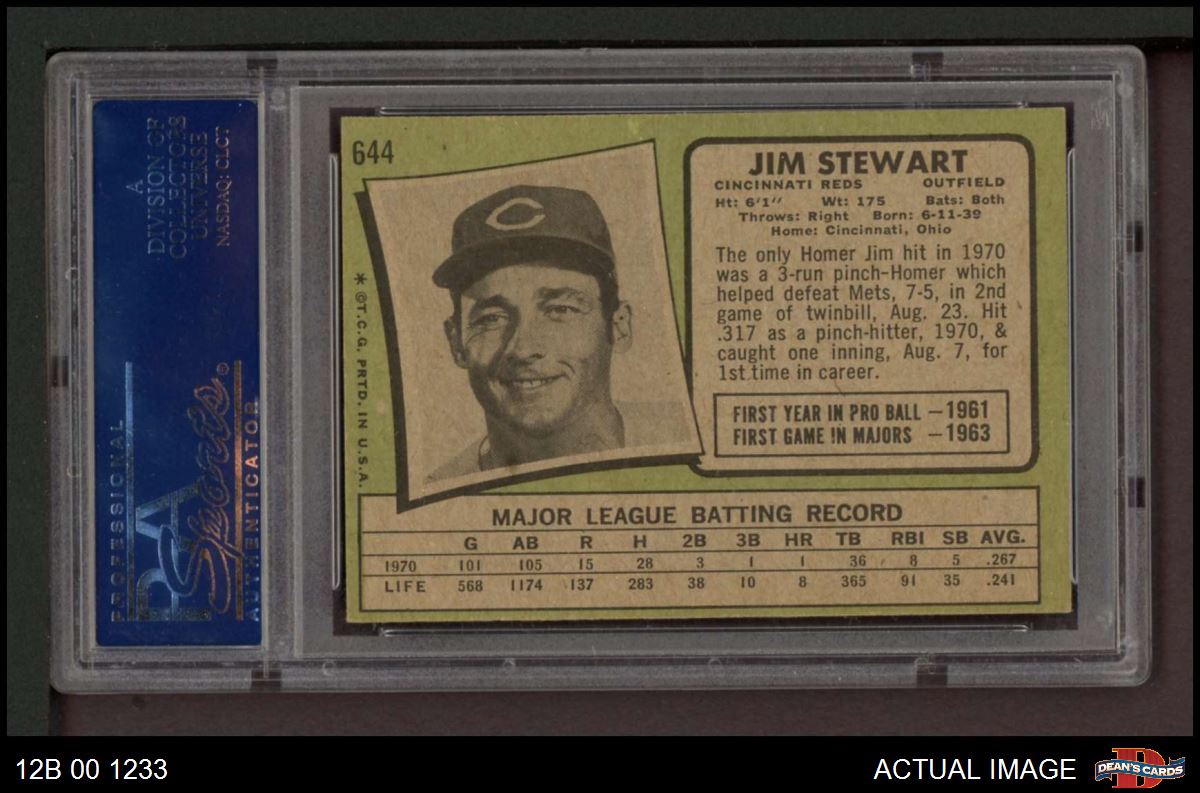 A
DIVISION OF
COLLECTORS
UNIVERSE
NASDAQ: CLCT
PROFESSIONAL
PSA
Sports®
AUTHENTICATOR
644
* ©T.C.G. PRTD. IN U.S.A.
JIM STEWART
CINCINNATI REDS OUTFIELD
Ht: 6'1" Wt: 175 Bats: Both
Throws: Right Born: 6-11-39
Home: Cincinnati, Ohio
The only Homer Jim hit in 1970
was a 3-run pinch-Homer which
helped defeat Mets, 7-5, in 2nd
game of twinbill, Aug. 23. Hit
.317 as a pinch-hitter, 1970, &
caught one inning, Aug. 7, for
1st time in career.
FIRST YEAR IN PRO BALL —1961
FIRST GAME IN MAJORS —1963
MAJOR LEAGUE BATTING RECORD
G AB R H 2B 3B HR TB RBI SB AVG.
1970 101 105 15 28 3 1 1 36 8 5 .267
LIFE 568 1174 137 283 38 10 8 365 91 35 .241
12B 00 1233
ACTUAL IMAGE
DEAN'S CARDS